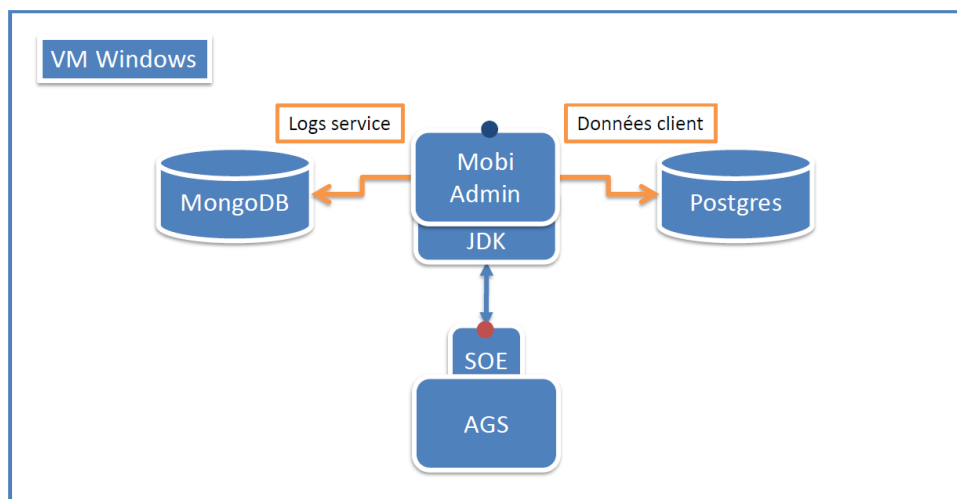 VM Windows
Logs service
Données client
Mobi
Admin
MongoDB
Postgres
JDK
SOE
AGS